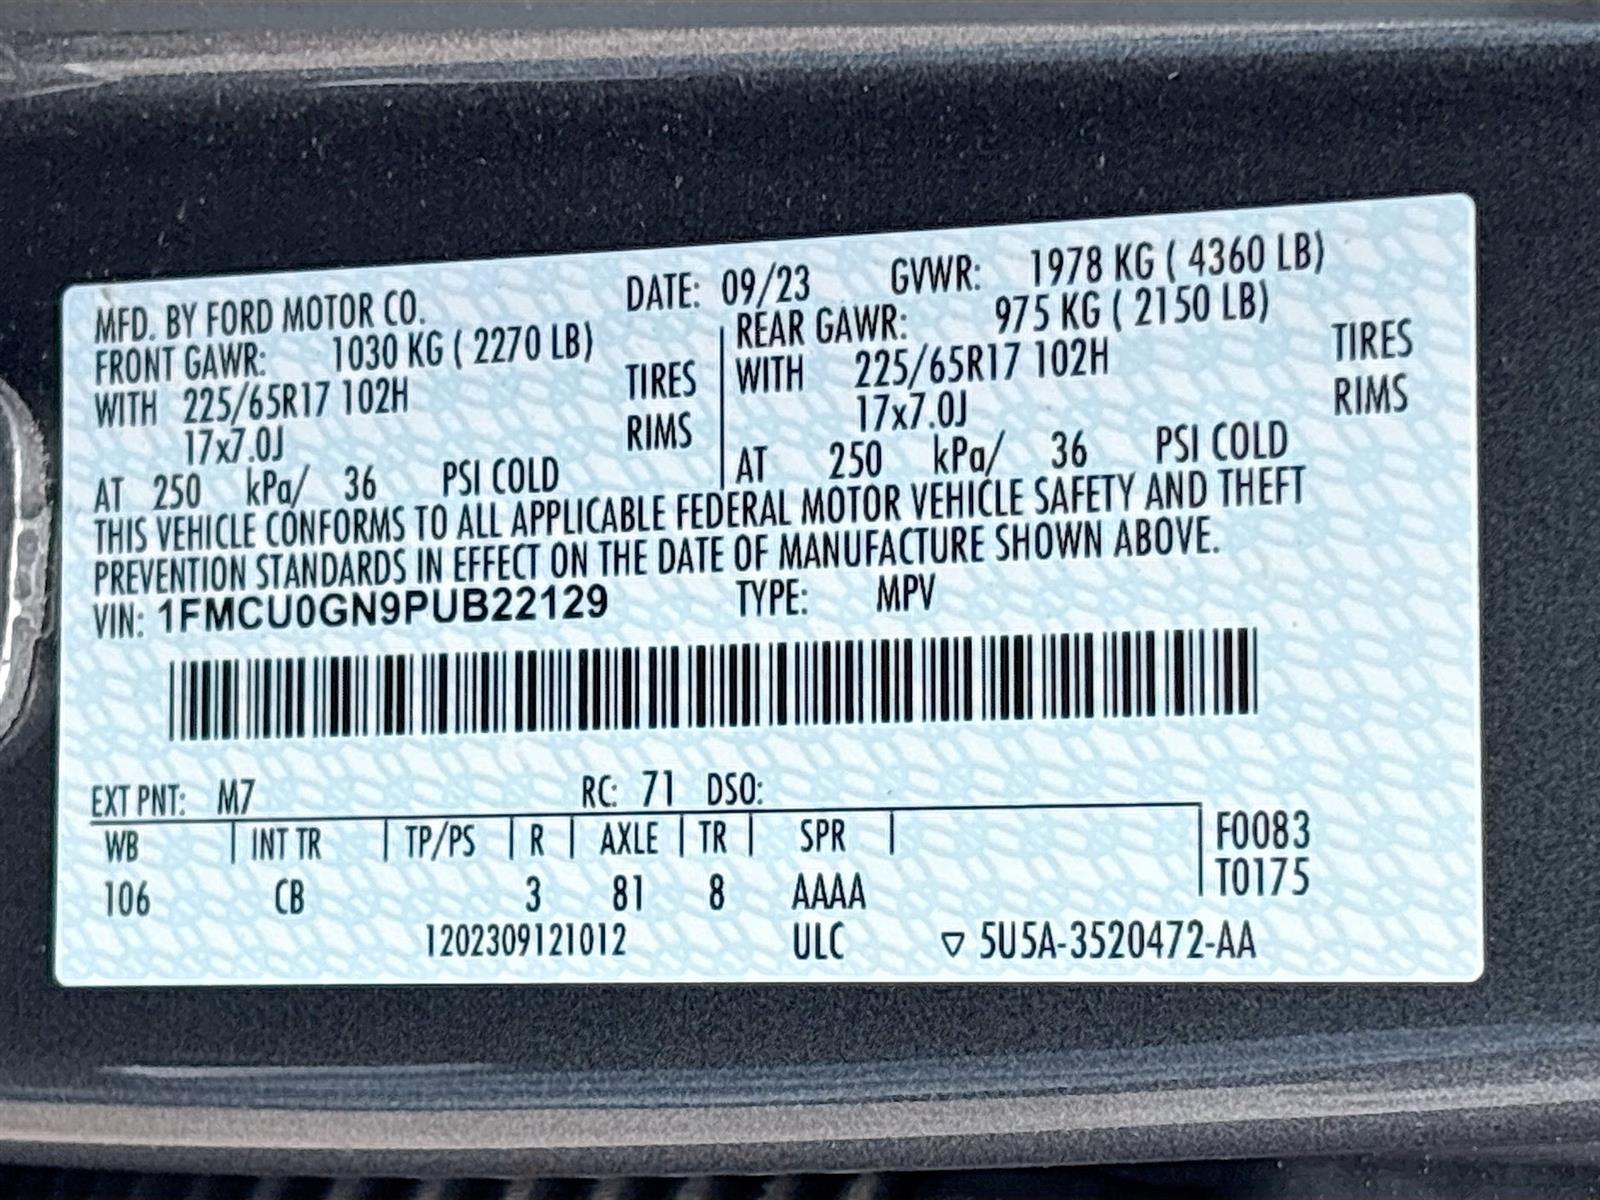 MFD. BY FORD MOTOR CO. DATE: 09/23 GVWR: 1978 KG ( 4360 LB)
FRONT GAWR: 1030 KG ( 2270 LB) REAR GAWR: 975 KG ( 2150 LB)
WITH 225/65R17 102H TIRES WITH 225/65R17 102H TIRES
17x7.0J RIMS 17x7.0J RIMS
AT 250 kPa/ 36 PSI COLD AT 250 kPa/ 36 PSI COLD
THIS VEHICLE CONFORMS TO ALL APPLICABLE FEDERAL MOTOR VEHICLE SAFETY AND THEFT
PREVENTION STANDARDS IN EFFECT ON THE DATE OF MANUFACTURE SHOWN ABOVE.
VIN: 1FMCU0GN9PUB22129 TYPE: MPV
EXT PNT: M7 RC: 71 DSO:
WB INT TR TP/PS R AXLE TR SPR F0083
T0175
106 CB 3 81 8 AAAA
1202309121012 ULC ▽ 5U5A-3520472-AA